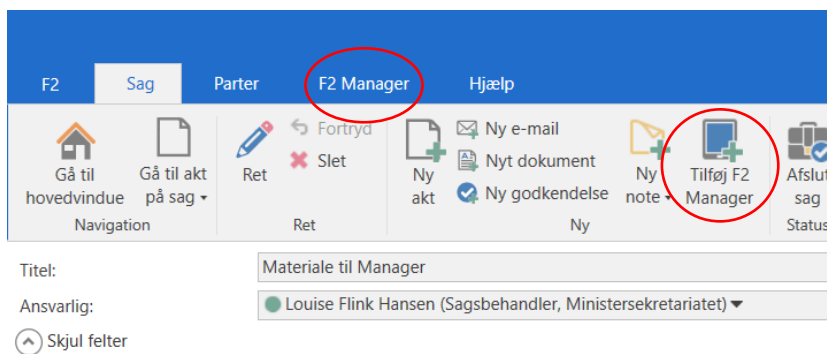 F2 Sag Parter F2 Manager Hjælp
Gå til hovedvindue
Gå til akt på sag
Navigation
Ret
Fortryd
Slet
Ret
Ny akt
Ny e-mail
Nyt dokument
Ny godkendelse
Ny note
Tilføj F2 Manager
Ny
Afslut sag
Status
Titel: Materiale til Manager
Ansvarlig: Louise Flink Hansen (Sagsbehandler, Ministersekretariatet)
Skjul felter